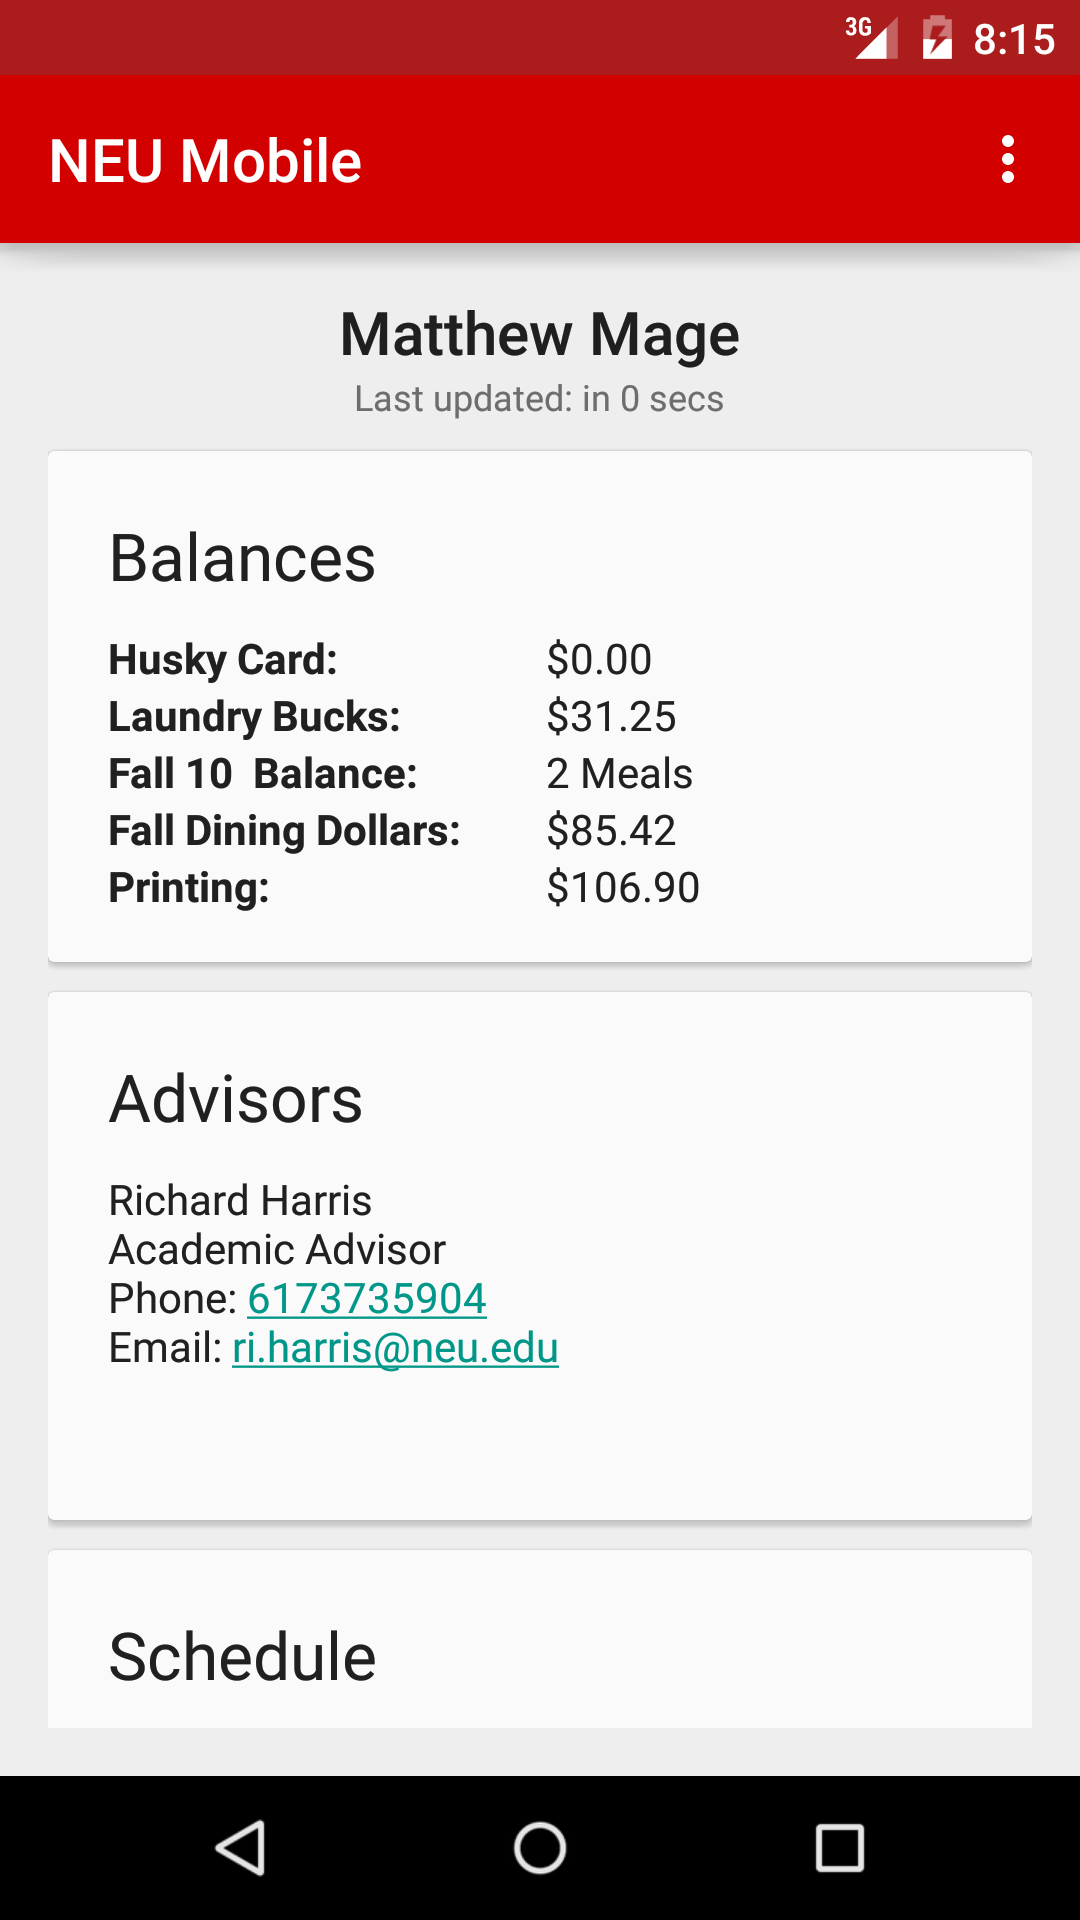 3G 8:15
NEU Mobile
Matthew Mage
Last updated: in 0 secs
Balances
Husky Card: $0.00
Laundry Bucks: $31.25
Fall 10  Balance: 2 Meals
Fall Dining Dollars: $85.42
Printing: $106.90
Advisors
Richard Harris
Academic Advisor
Phone: 6173735904
Email: ri.harris@neu.edu
Schedule